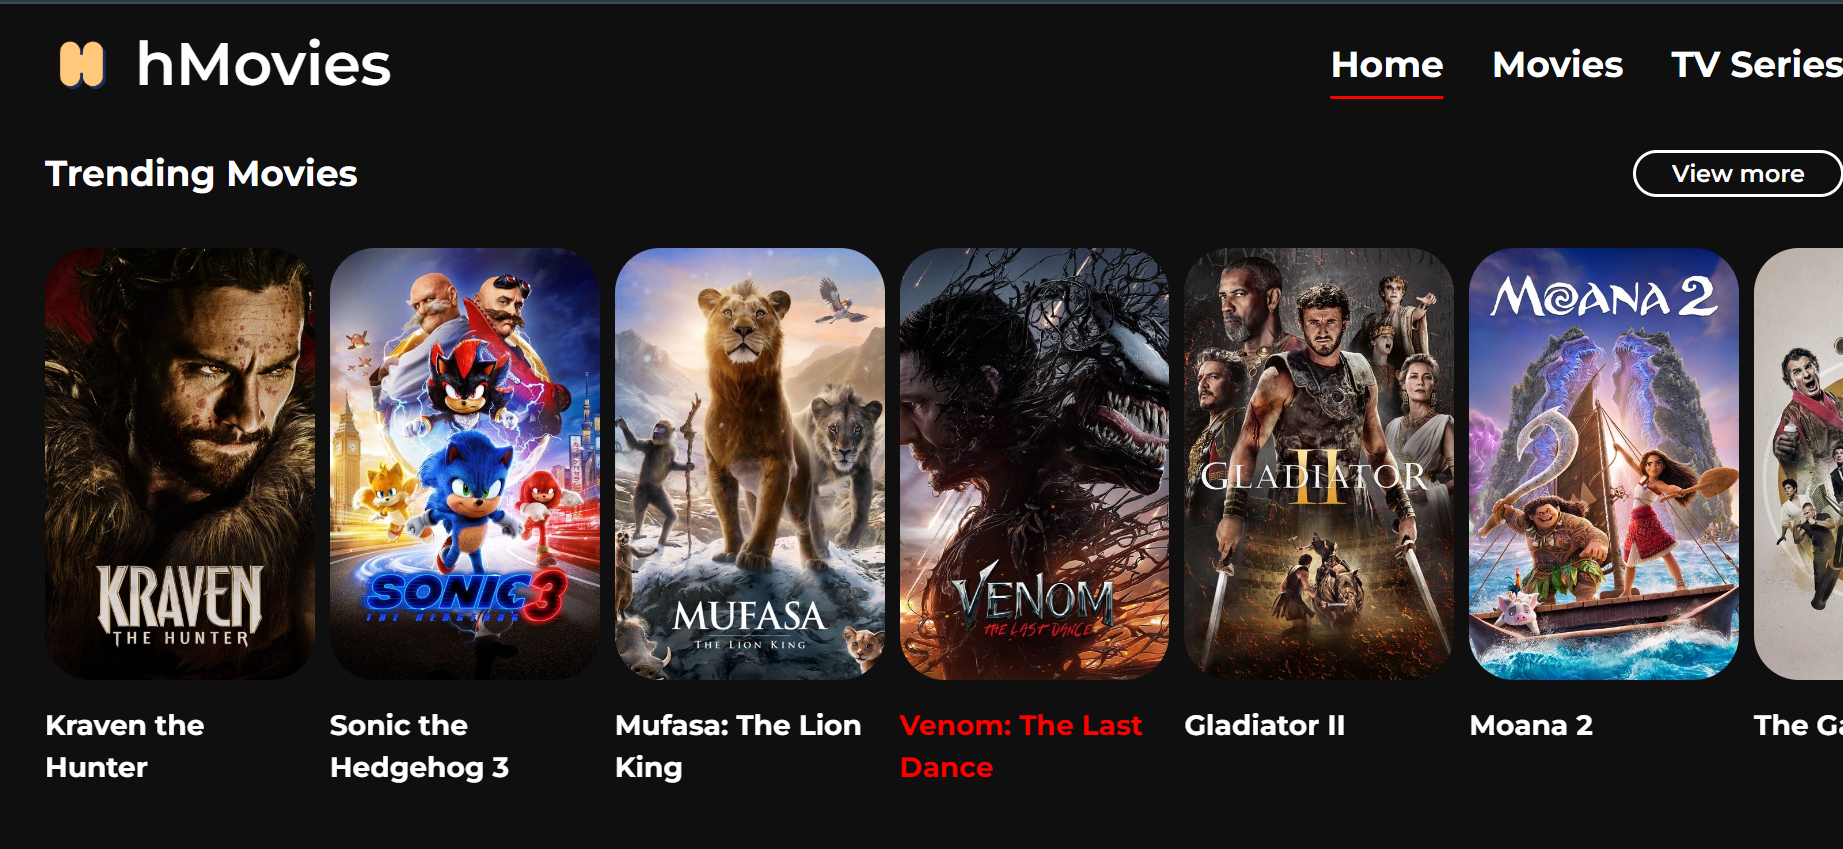 hMovies
Home Movies TV Series
Trending Movies
View more
KRAVEN
THE HUNTER
SONIC 3
THE HEDGEHOG
MUFASA
THE LION KING
VENOM
THE LAST DANCE
GLADIATOR
II
MOANA 2
Kraven the
Hunter
Sonic the
Hedgehog 3
Mufasa: The Lion
King
Venom: The Last
Dance
Gladiator II
Moana 2
The Ga